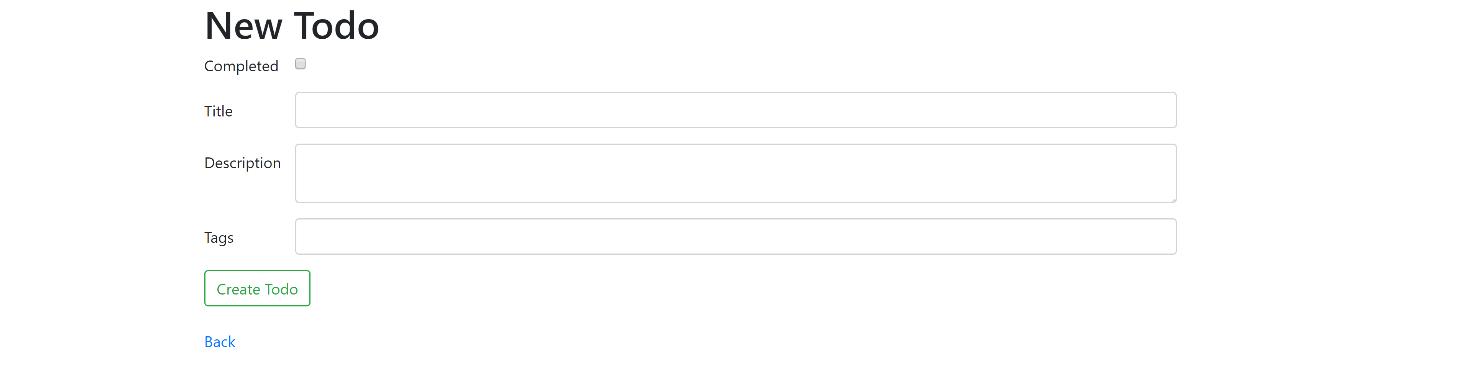 New Todo
Completed
Title
Description
Tags
Create Todo
Back